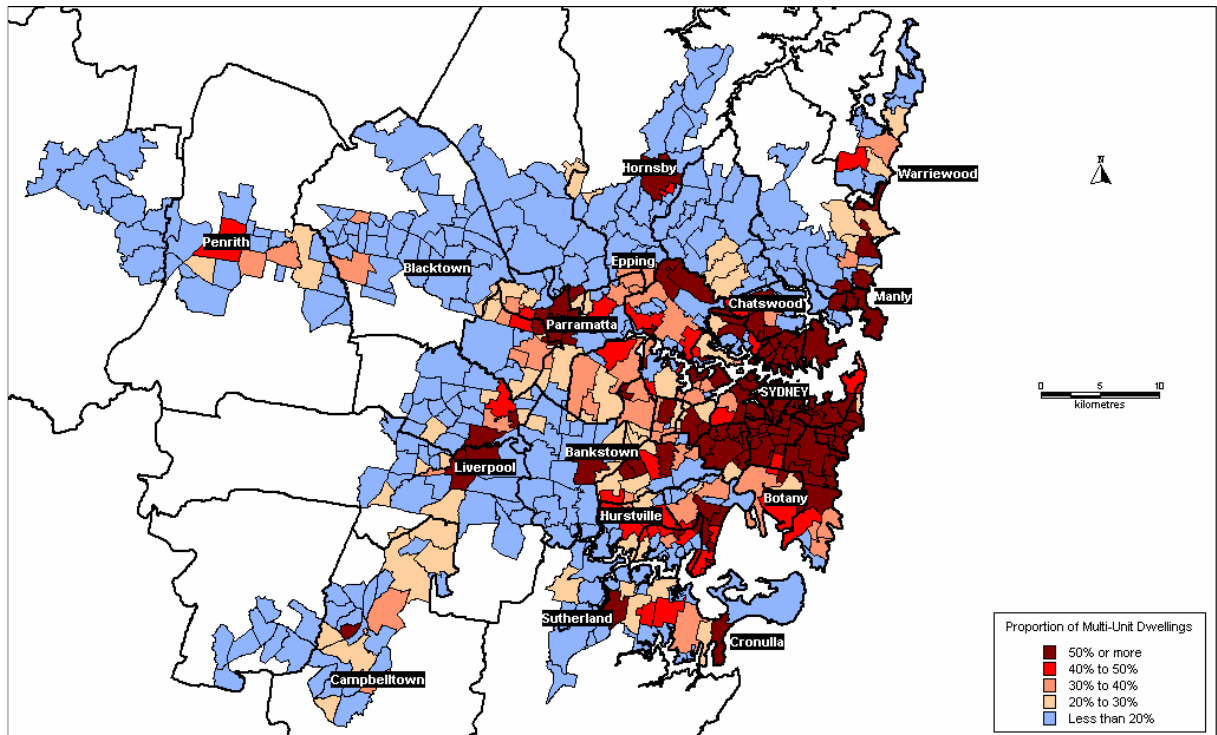 Hornsby
Warriewood
N
Penrith
Epping
Blacktown
Chatswood
Manly
Parramatta
SYDNEY
0 5 10
kilometres
Bankstown
Liverpool
Botany
Hurstville
Sutherland
Cronulla
Campbelltown
Proportion of Multi-Unit Dwellings
50% or more
40% to 50%
30% to 40%
20% to 30%
Less than 20%